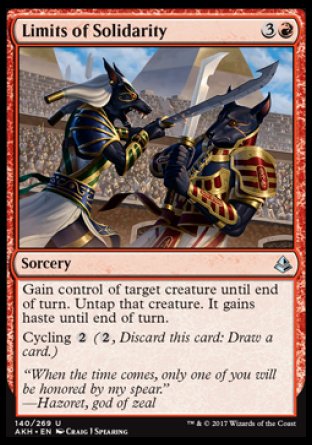 Limits of Solidarity 3
Sorcery
Gain control of target creature until end
of turn. Untap that creature. It gains
haste until end of turn.
Cycling 2 (2, Discard this card: Draw a
card.)
“When the time comes, only one of you will
be honored by my spear.”
—Hazoret, god of zeal
140/269 U
AKH • EN Craig J Spearing
™ & © 2017 Wizards of the Coast